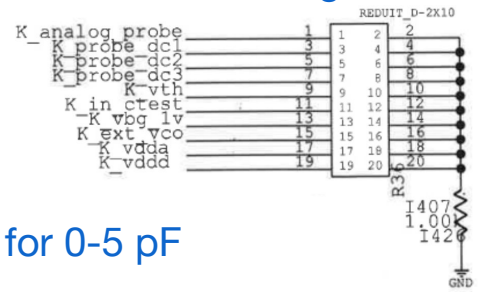 REDUIT_D-2X10
K_analog_probe 1 1 2 2
K_probe_dc1 3 3 4 4
K_probe_dc2 5 5 6 6
K_probe_dc3 7 7 8 8
K_vth 9 9 10 10
K_in_ctest 11 11 12 12
K_vbg_1v 13 13 14 14
K_ext_vco 15 15 16 16
K_vdda 17 17 18 18
K_vddd 19 19 20 20
R36
I407
1.00k
I426
for 0-5 pF
GND